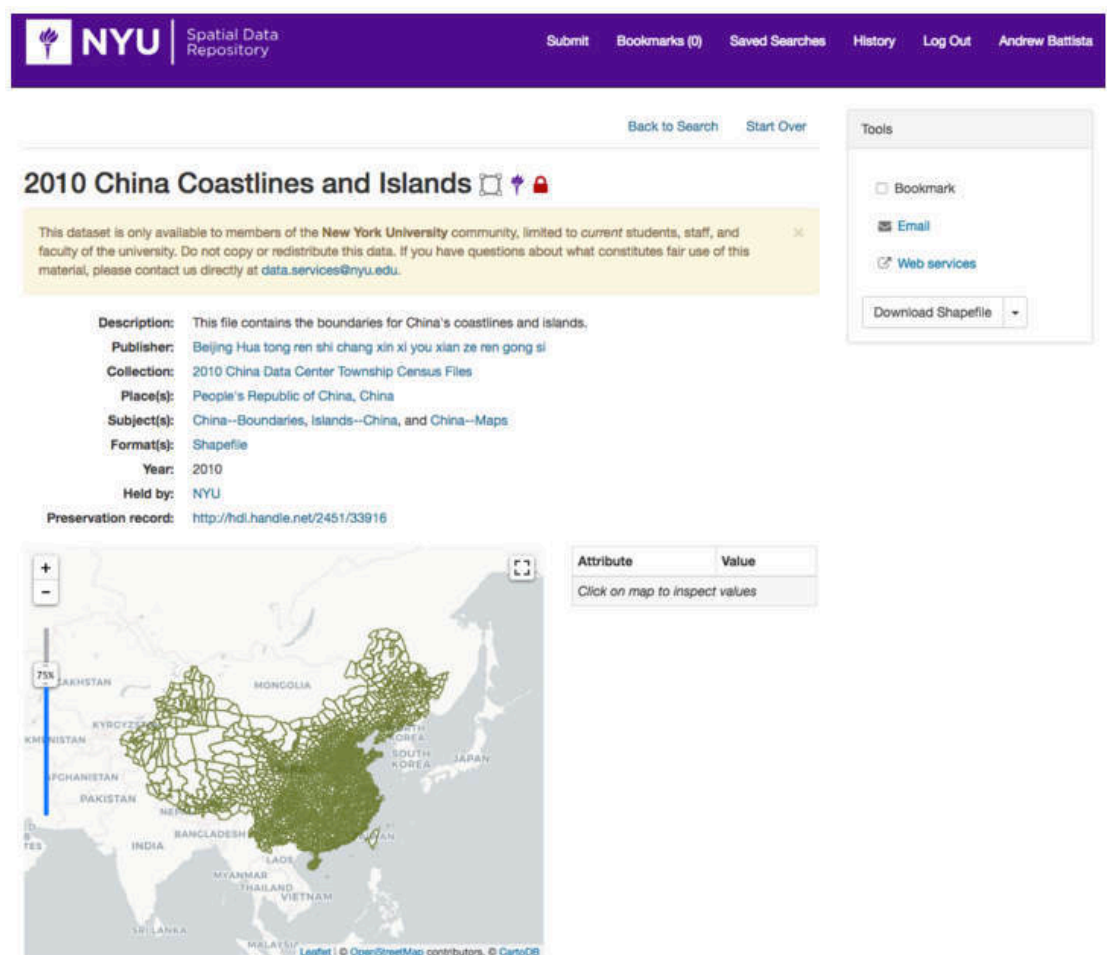 NYU
Spatial Data
Repository
Submit Bookmarks (0) Saved Searches History Log Out Andrew Battista
Back to Search Start Over
2010 China Coastlines and Islands
This dataset is only available to members of the New York University community, limited to current students, staff, and
faculty of the university. Do not copy or redistribute this data. If you have questions about what constitutes fair use of this
material, please contact us directly at data.services@nyu.edu.
×
Description: This file contains the boundaries for China's coastlines and islands.
Publisher: Beijing Hua tong ren shi chang xin xi you xian ze ren gong si
Collection: 2010 China Data Center Township Census Files
Place(s): People's Republic of China, China
Subject(s): China--Boundaries, Islands--China, and China--Maps
Format(s): Shapefile
Year: 2010
Held by: NYU
Preservation record: http://hdl.handle.net/2451/33916
Tools
Bookmark
Email
Web services
Download Shapefile
+
-
75%
AKHSTAN
MONGOLIA
KYRGYZS
NISTAN
KOREA
SOUTH
KOREA
JAPAN
FGHANISTAN
PAKISTAN
NEP
BANGLADESH
INDIA
LAOS
MYANMAR
THAILAND
VIETNAM
SRI LANKA
MALAYSI
Leaflet | © OpenStreetMap contributors, © CartoDB
Attribute Value
Click on map to inspect values